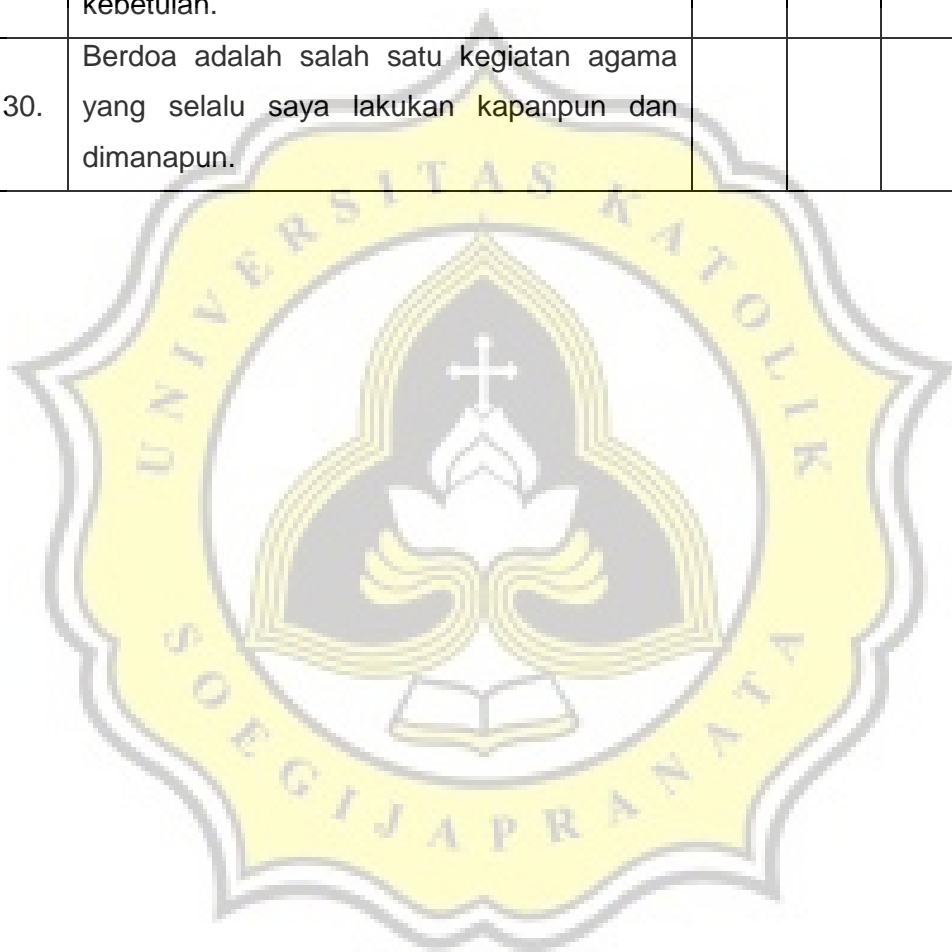 kebetulan.
Berdoa adalah salah satu kegiatan agama
30. yang selalu saya lakukan kapanpun dan
dimanapun.
UNIVERSITAS KATOLIK
SOEGIJAPRANATA